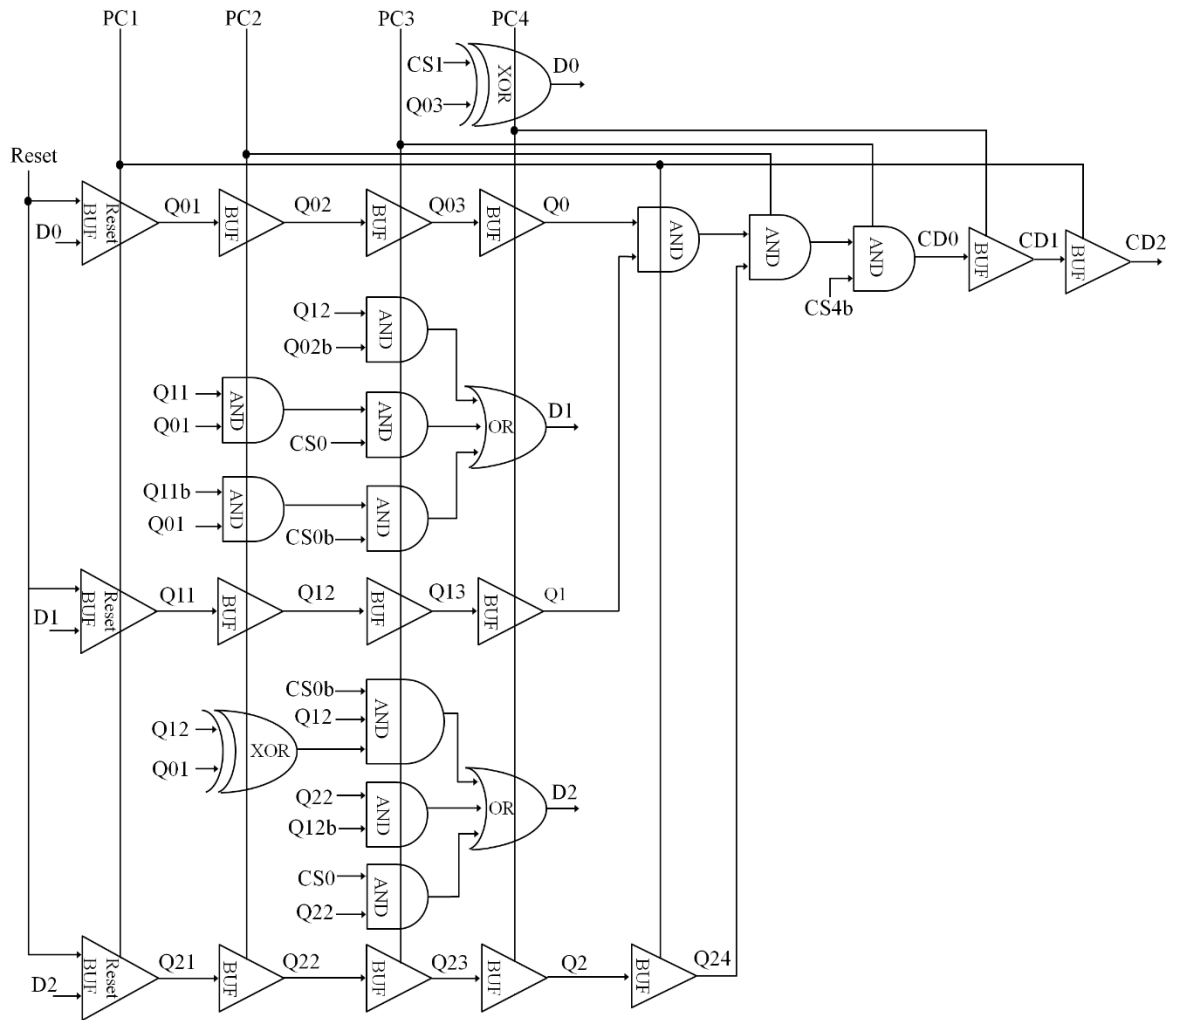 PC1 PC2 PC3 PC4
CS1 XOR D0
Q03
Reset
Reset BUF Q01 BUF Q02 BUF Q03 BUF Q0
D0
AND AND AND CD0 BUF CD1 BUF CD2
CS4b
Q12 AND
Q02b
Q11 AND AND OR D1
Q01 CS0
Q11b AND AND
Q01 CS0b
Reset BUF Q11 BUF Q12 BUF Q13 BUF Q1
D1
CS0b AND
Q12
Q12 XOR
Q01
Q22 AND OR D2
Q12b
CS0 AND
Q22
Reset BUF Q21 BUF Q22 BUF Q23 BUF Q2 BUF Q24
D2